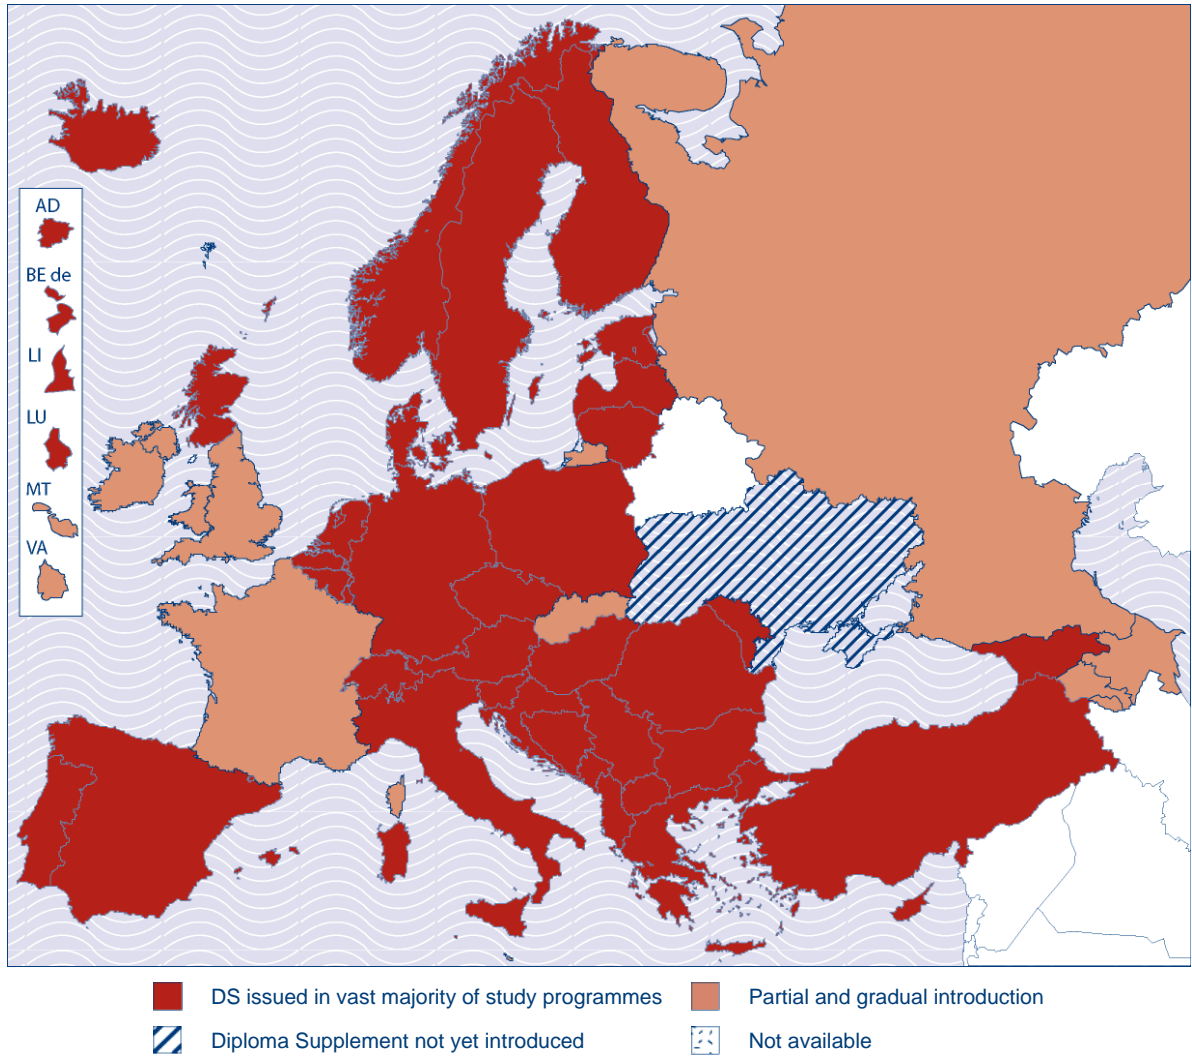 AD
BE de
LI
LU
MT
VA
DS issued in vast majority of study programmes
Partial and gradual introduction
Diploma Supplement not yet introduced
Not available